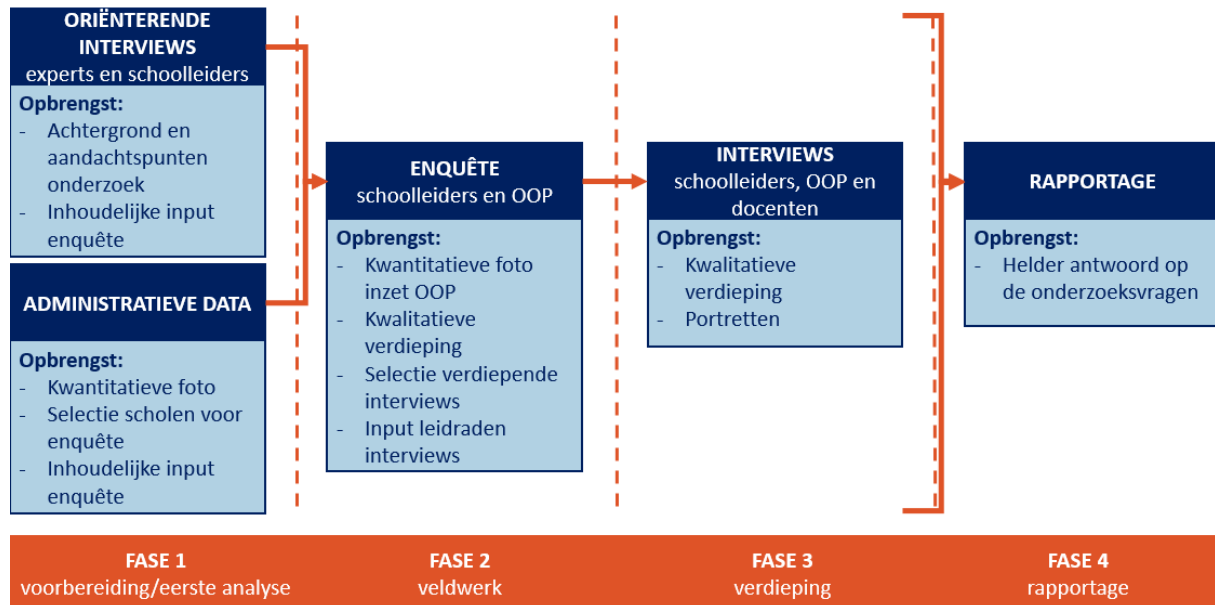 ORIËNTERENDE
INTERVIEWS
experts en schoolleiders
Opbrengst:
- Achtergrond en
aandachtspunten
onderzoek
- Inhoudelijke input
enquête
ADMINISTRATIEVE DATA
Opbrengst:
- Kwantitatieve foto
- Selectie scholen voor
enquête
- Inhoudelijke input
enquête
ENQUÊTE
schoolleiders en OOP
Opbrengst:
- Kwantitatieve foto
inzet OOP
- Kwalitatieve
verdieping
- Selectie verdiepende
interviews
- Input leidraden
interviews
INTERVIEWS
schoolleiders, OOP en
docenten
Opbrengst:
- Kwalitatieve
verdieping
- Portretten
RAPPORTAGE
Opbrengst:
- Helder antwoord op
de onderzoeksvragen
FASE 1
voorbereiding/eerste analyse
FASE 2
veldwerk
FASE 3
verdieping
FASE 4
rapportage